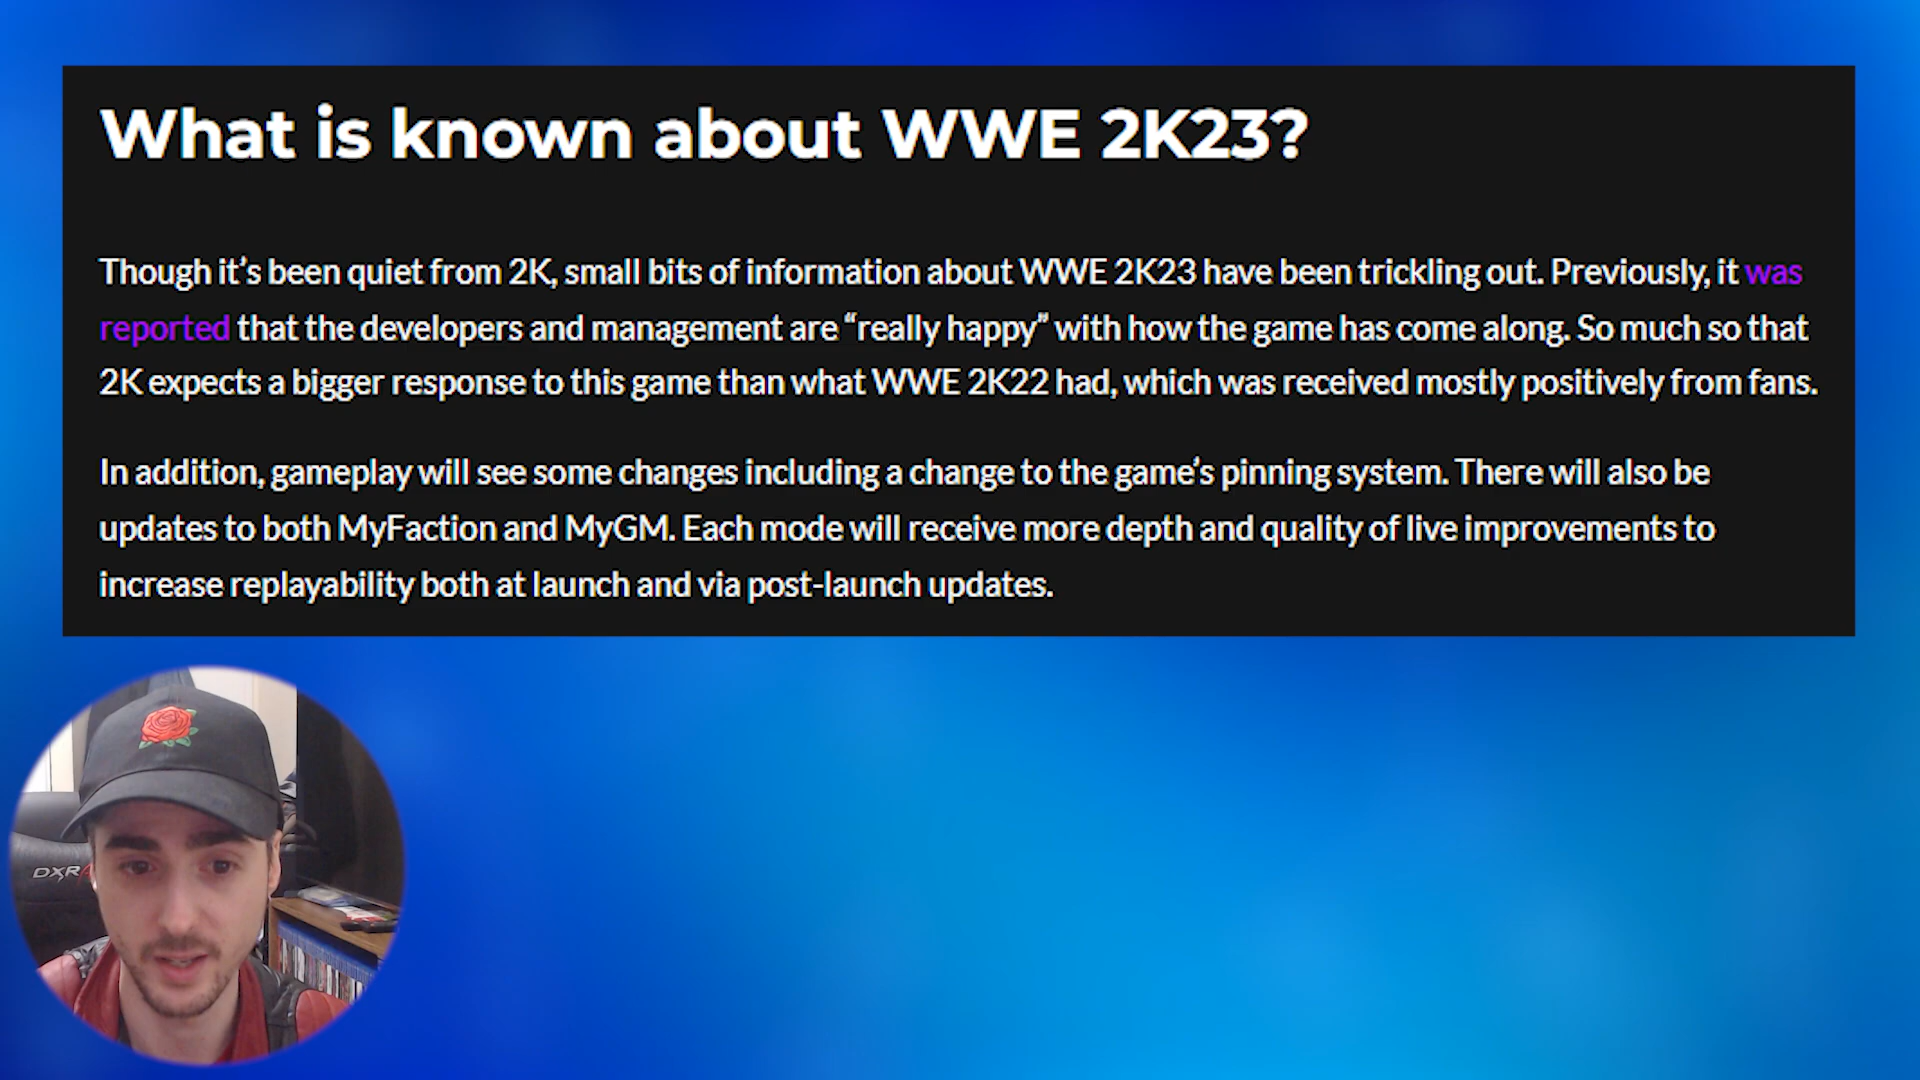 What is known about WWE 2K23?
Though it’s been quiet from 2K, small bits of information about WWE 2K23 have been trickling out. Previously, it was
reported that the developers and management are “really happy” with how the game has come along. So much so that
2K expects a bigger response to this game than what WWE 2K22 had, which was received mostly positively from fans.
In addition, gameplay will see some changes including a change to the game’s pinning system. There will also be
updates to both MyFaction and MyGM. Each mode will receive more depth and quality of live improvements to
increase replayability both at launch and via post-launch updates.
DXR